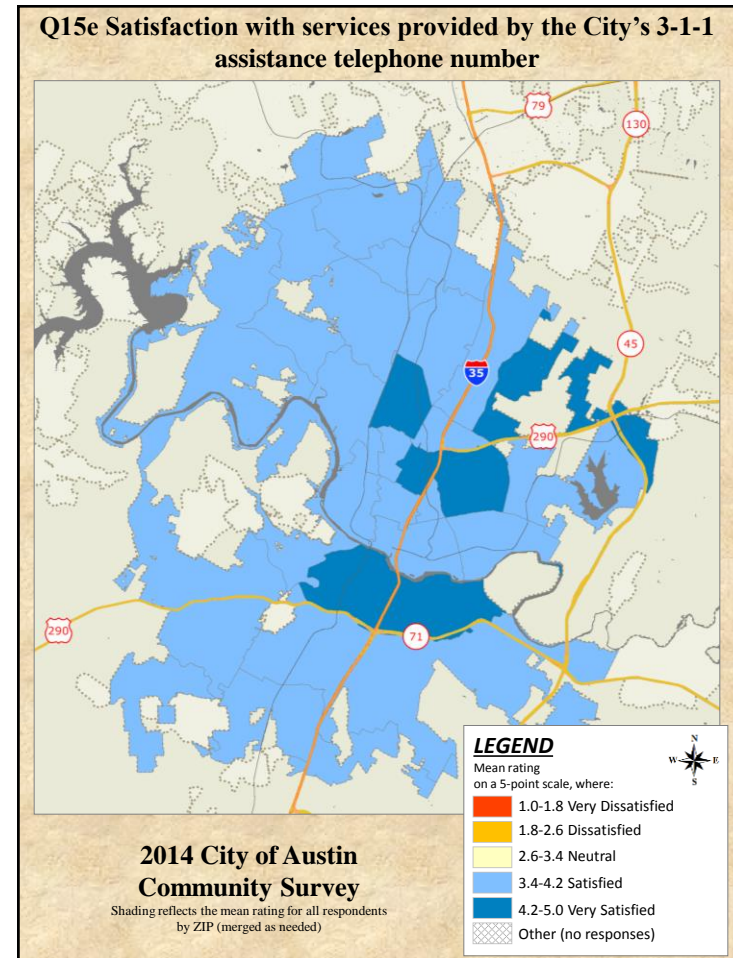 Q15e Satisfaction with services provided by the City's 3-1-1
assistance telephone number
79
130
45
35
290
290
71
LEGEND
Mean rating
on a 5-point scale, where:
N
W
E
S
1.0-1.8 Very Dissatisfied
1.8-2.6 Dissatisfied
2.6-3.4 Neutral
3.4-4.2 Satisfied
4.2-5.0 Very Satisfied
Other (no responses)
2014 City of Austin
Community Survey
Shading reflects the mean rating for all respondents
by ZIP (merged as needed)